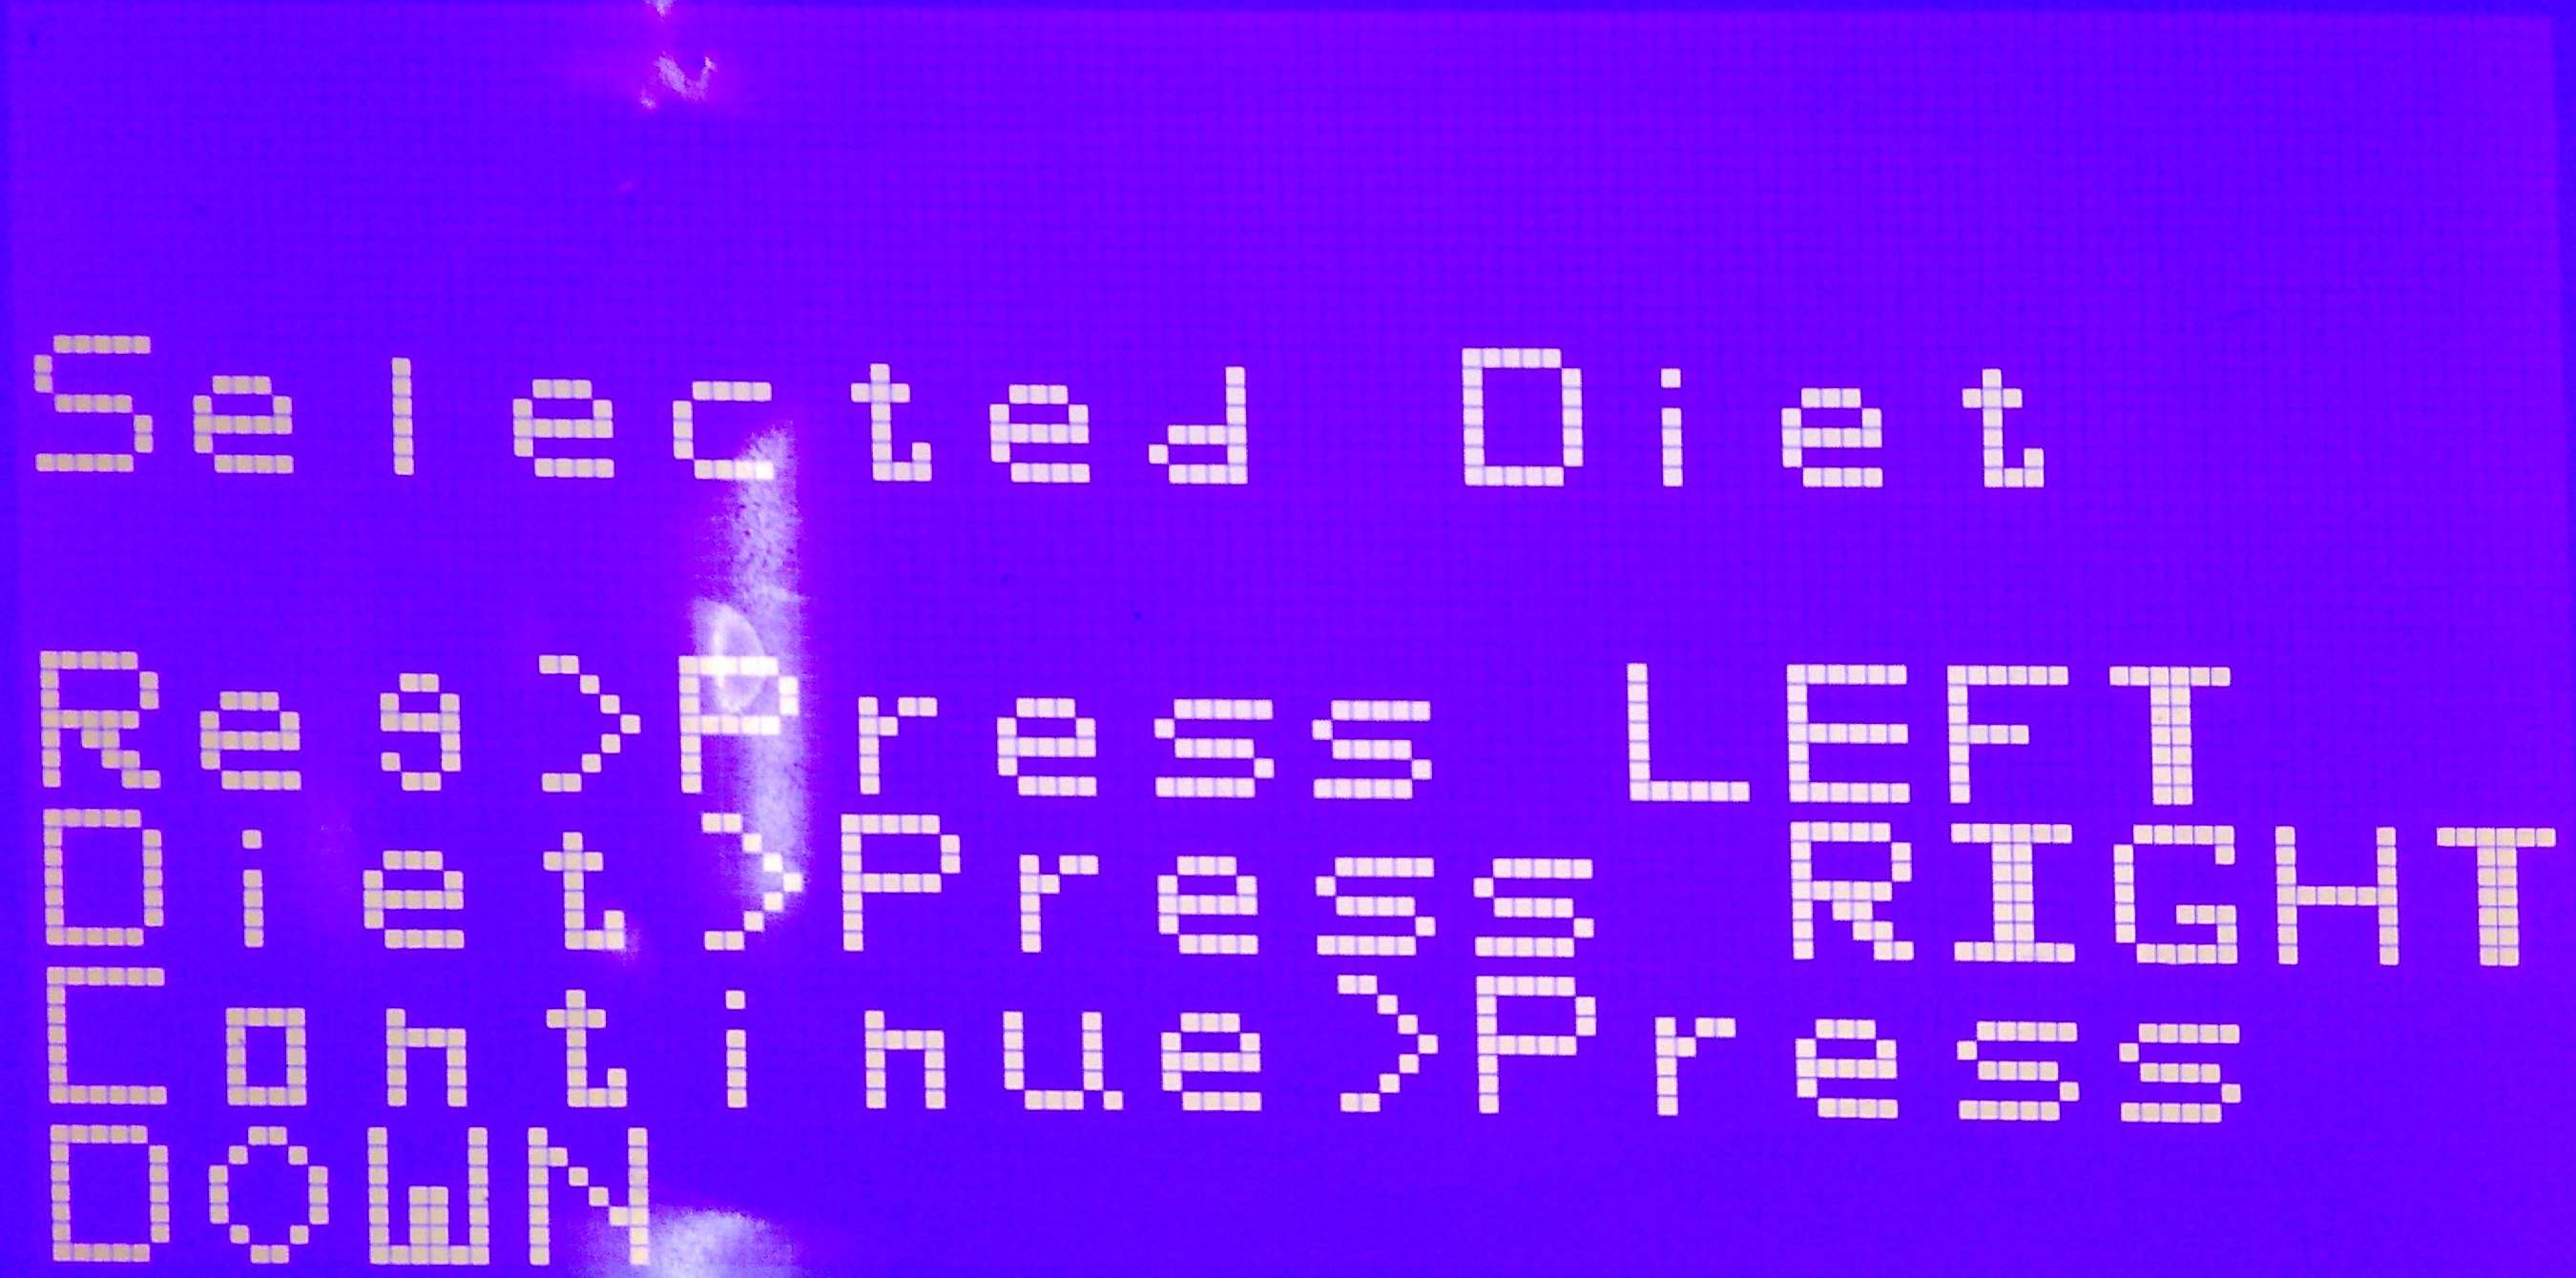 Selected Diet
Reg>Press LEFT
Diet>Press RIGHT
Continue>Press
DOWN